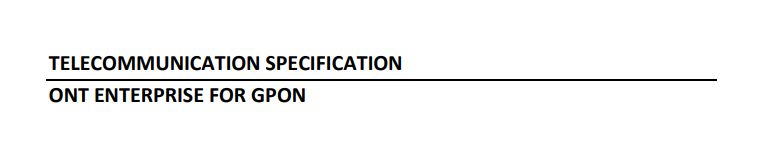 TELECOMMUNICATION SPECIFICATION
ONT ENTERPRISE FOR GPON